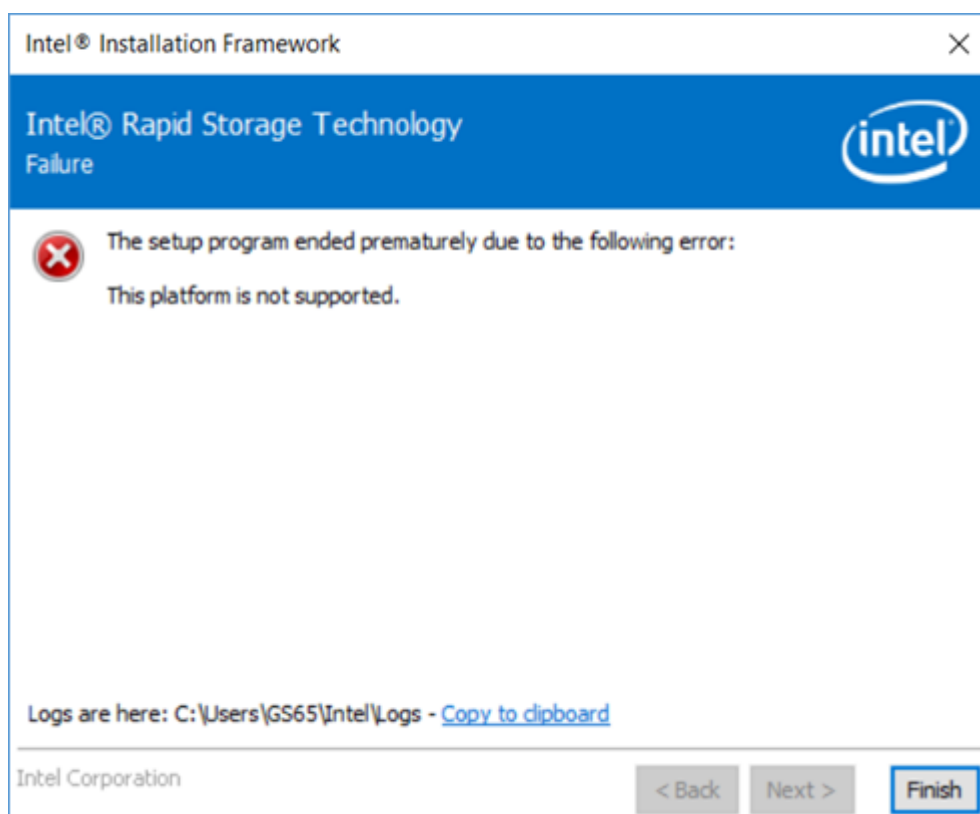 Intel® Installation Framework
Intel® Rapid Storage Technology
Failure
intel
The setup program ended prematurely due to the following error:
This platform is not supported.
Logs are here: C:\Users\GS65\Intel\Logs - Copy to clipboard
Intel Corporation
< Back Next > Finish